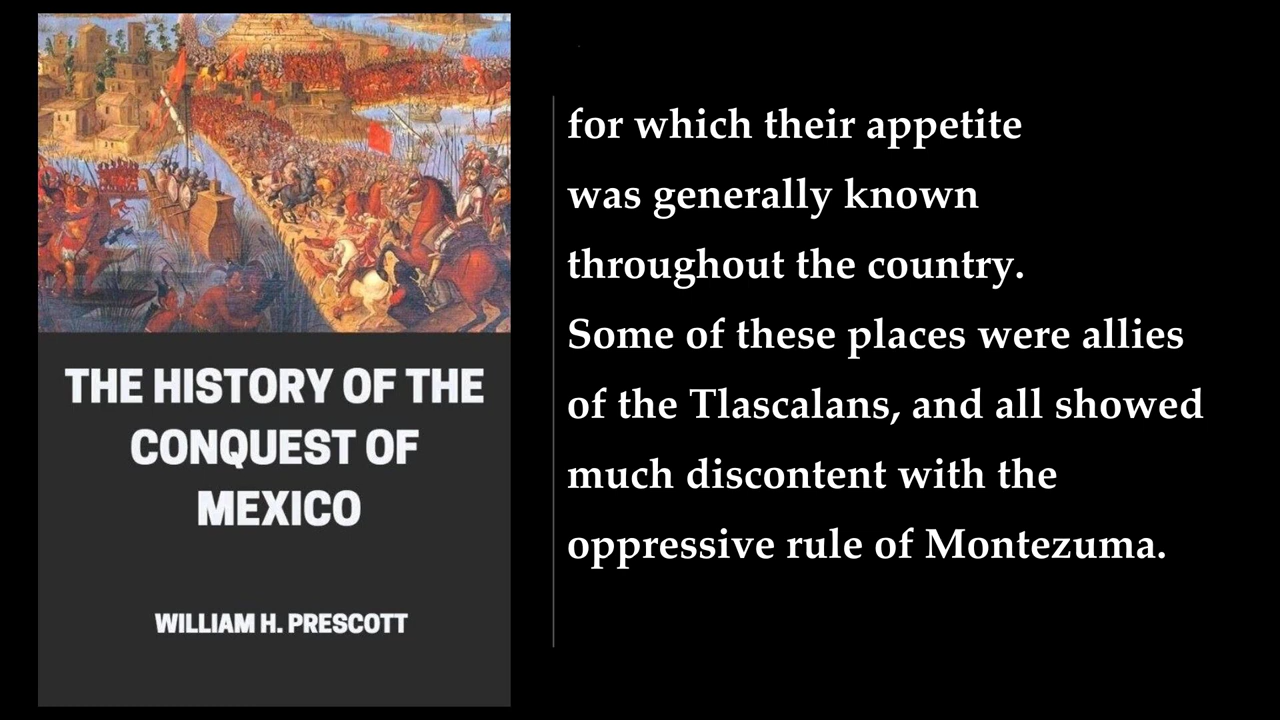 THE HISTORY OF THE
CONQUEST OF
MEXICO
WILLIAM H. PRESCOTT
for which their appetite
was generally known
throughout the country.
Some of these places were allies
of the Tlascalans, and all showed
much discontent with the
oppressive rule of Montezuma.